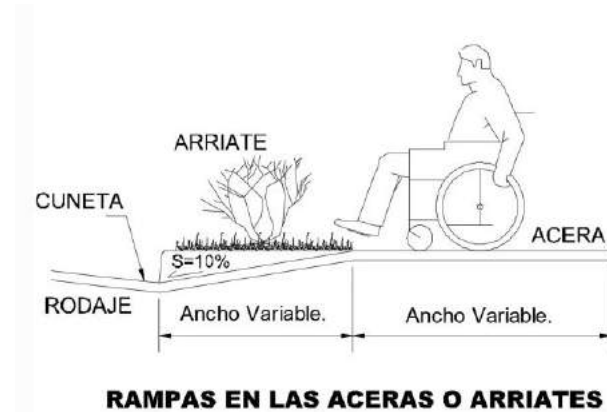 ARRIATE
CUNETA
ACERA
S=10%
RODAJE
Ancho Variable.
Ancho Variable.
RAMPAS EN LAS ACERAS O ARRIATES